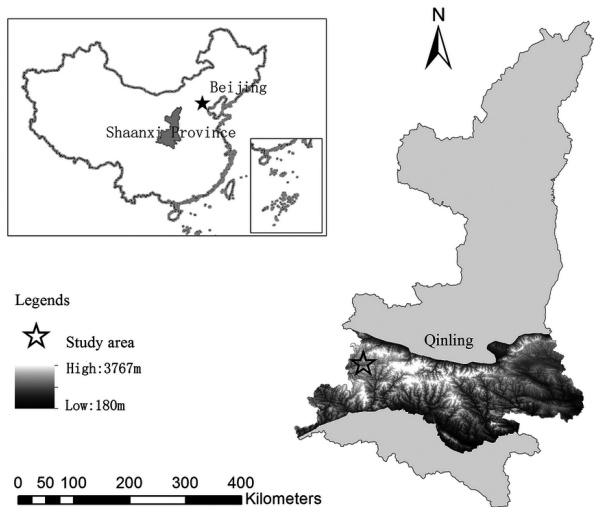 N
Beijing
Shaanxi Province
Legends
Study area
High:3767m
Low:180m
Qinling
0 50 100 200 300 400
Kilometers